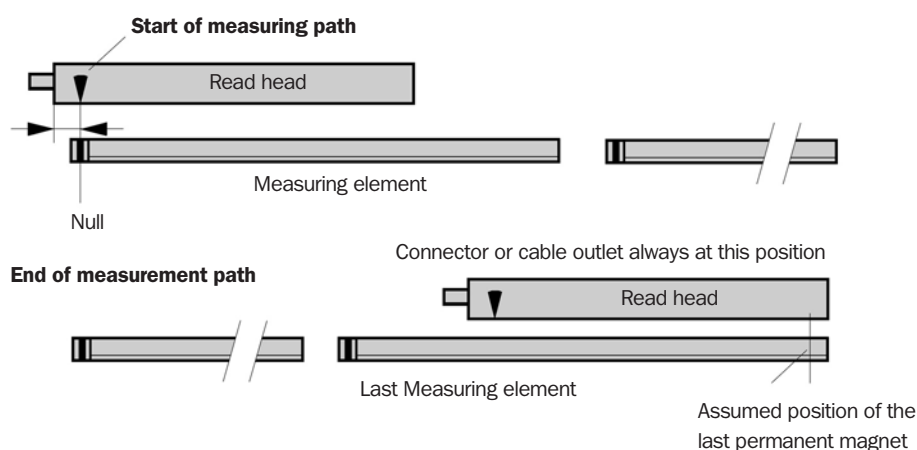 Start of measuring path
Read head
Measuring element
Null
Connector or cable outlet always at this position
End of measurement path
Read head
Last Measuring element
Assumed position of the
last permanent magnet